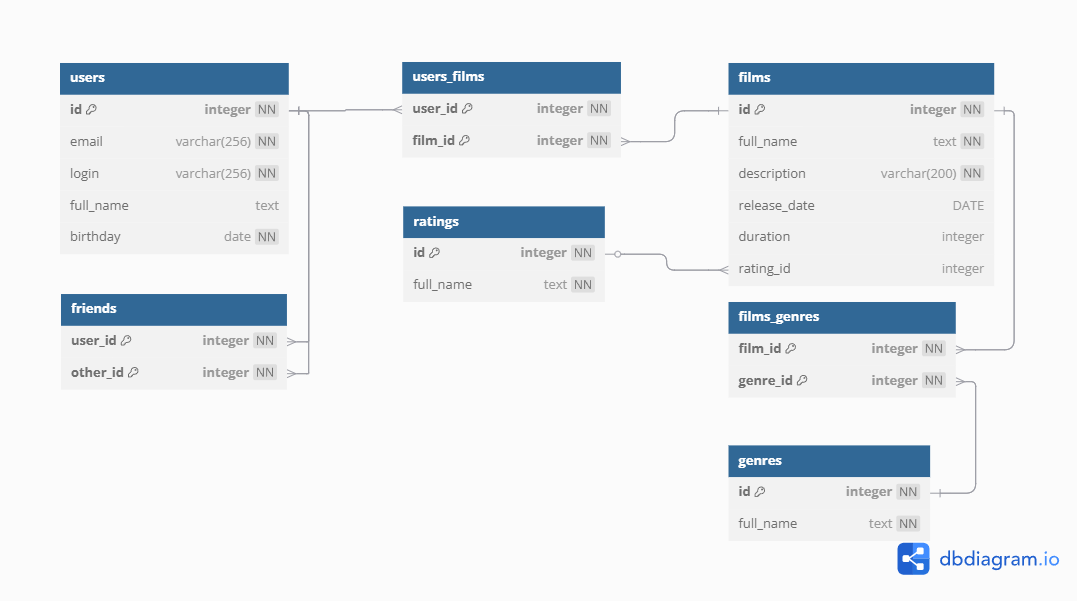 users
id integer NN
email varchar(256) NN
login varchar(256) NN
full_name text
birthday date NN
friends
user_id integer NN
other_id integer NN
users_films
user_id integer NN
film_id integer NN
ratings
id integer NN
full_name text NN
films
id integer NN
full_name text NN
description varchar(200) NN
release_date DATE
duration integer
rating_id integer
films_genres
film_id integer NN
genre_id integer NN
genres
id integer NN
full_name text NN
dbdiagram.io